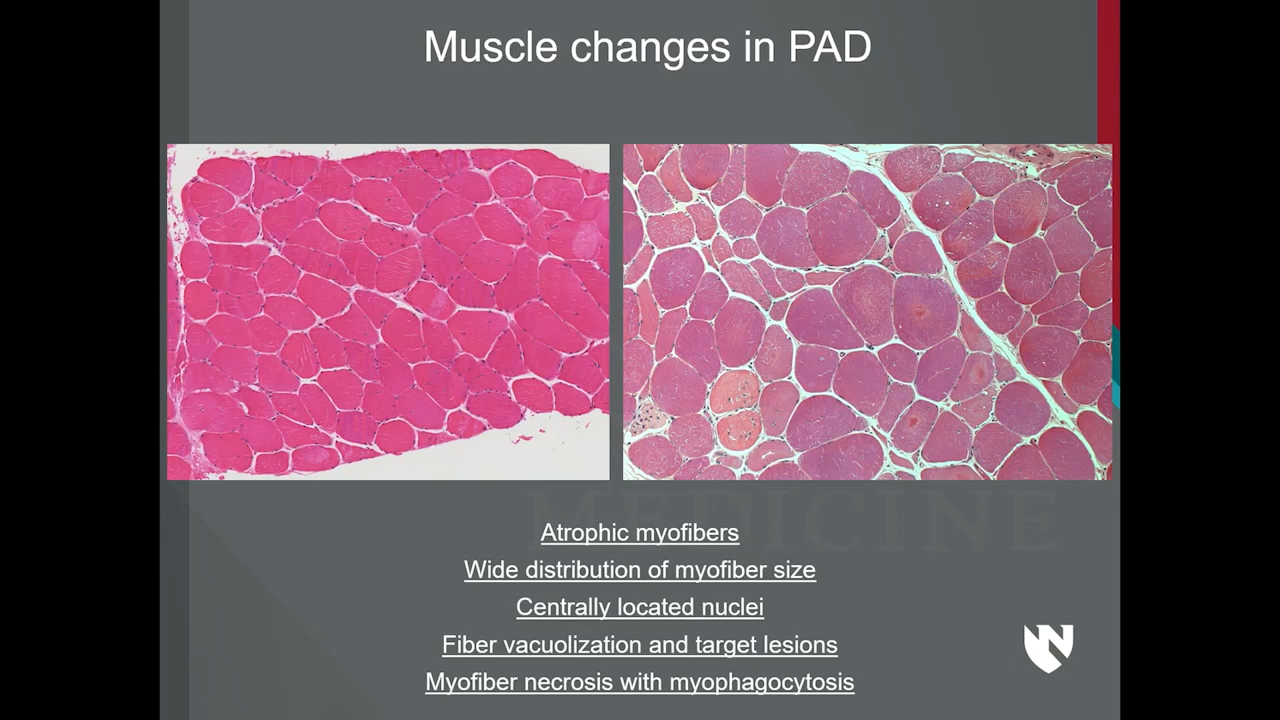 Muscle changes in PAD
MEDICINE
Atrophic myofibers
Wide distribution of myofiber size
Centrally located nuclei
Fiber vacuolization and target lesions
Myofiber necrosis with myophagocytosis